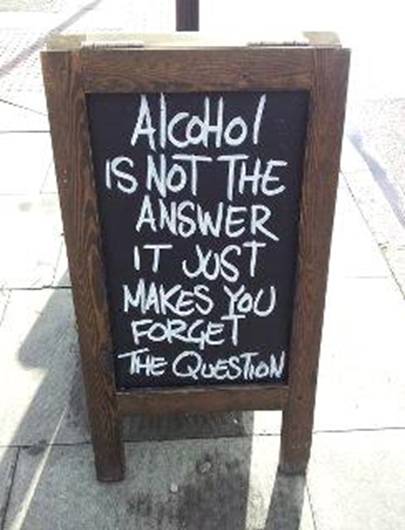 AlcoHol
IS NOT THE
ANSWER
IT JUST
MAKES YOU
FORGET
THE QUESTION